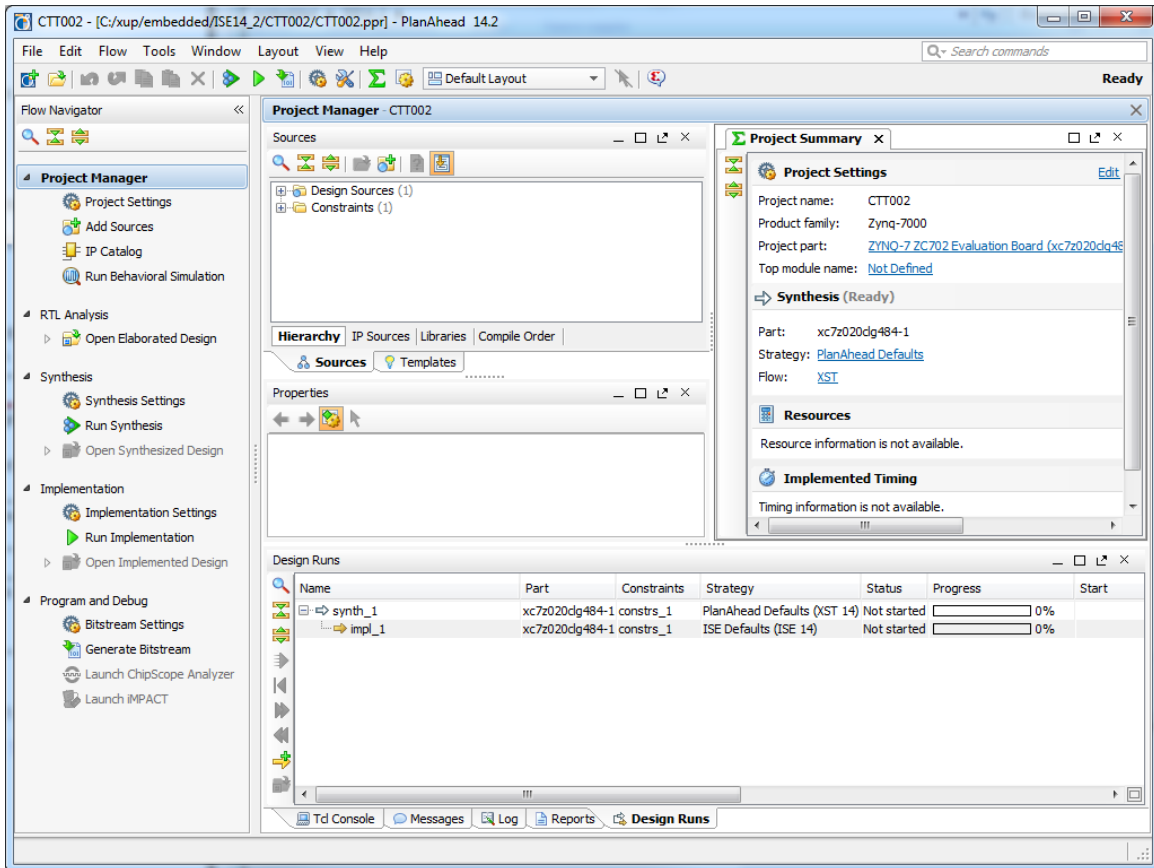 CTT002 - [C:/xup/embedded/ISE14_2/CTT002/CTT002.ppr] - PlanAhead 14.2
File Edit Flow Tools Window Layout View Help
Search commands
Default Layout
Ready
Flow Navigator
Project Manager
Project Settings
Add Sources
IP Catalog
Run Behavioral Simulation
RTL Analysis
Open Elaborated Design
Synthesis
Synthesis Settings
Run Synthesis
Open Synthesized Design
Implementation
Implementation Settings
Run Implementation
Open Implemented Design
Program and Debug
Bitstream Settings
Generate Bitstream
Launch ChipScope Analyzer
Launch iMPACT
Project Manager - CTT002
Sources
Design Sources (1)
Constraints (1)
Hierarchy IP Sources Libraries Compile Order
Sources Templates
Properties
Project Summary
Project Settings Edit
Project name: CTT002
Product family: Zynq-7000
Project part: ZYNQ-7 ZC702 Evaluation Board (xc7z020clg48
Top module name: Not Defined
Synthesis (Ready)
Part: xc7z020clg484-1
Strategy: PlanAhead Defaults
Flow: XST
Resources
Resource information is not available.
Implemented Timing
Timing information is not available.
Design Runs
Name Part Constraints Strategy Status Progress Start
synth_1 xc7z020clg484-1 constrs_1 PlanAhead Defaults (XST 14) Not started 0%
impl_1 xc7z020clg484-1 constrs_1 ISE Defaults (ISE 14) Not started 0%
Tcl Console Messages Log Reports Design Runs